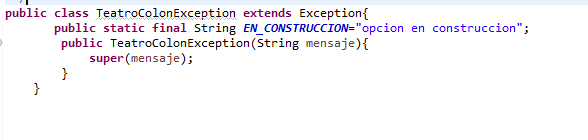 public class TeatroColonException extends Exception{
public static final String EN_CONSTRUCCION="opcion en construccion";
public TeatroColonException(String mensaje){
super(mensaje);
}
}